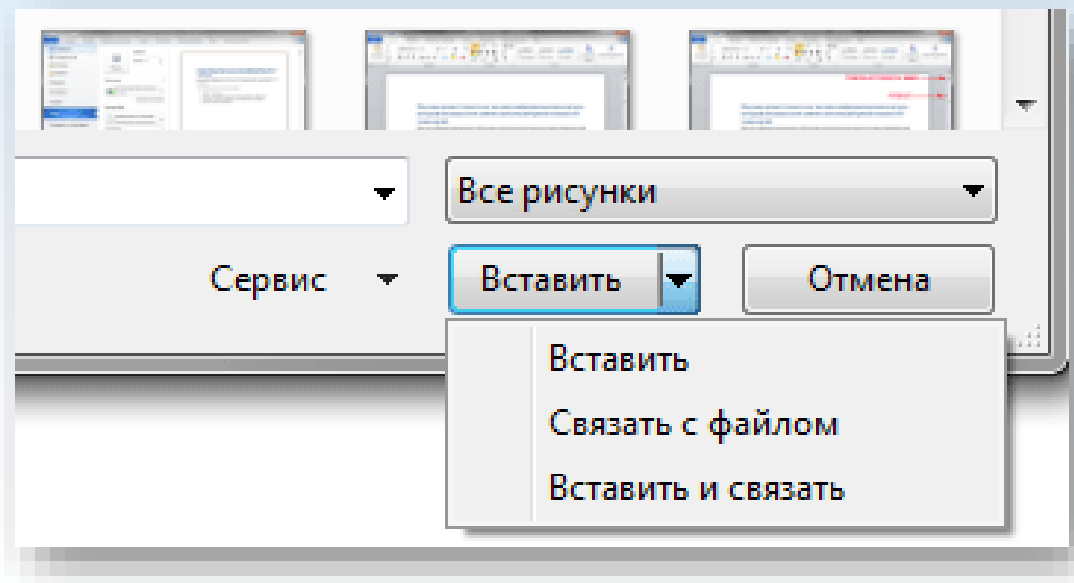 Все рисунки
Сервис Вставить Отмена
Вставить
Связать с файлом
Вставить и связать